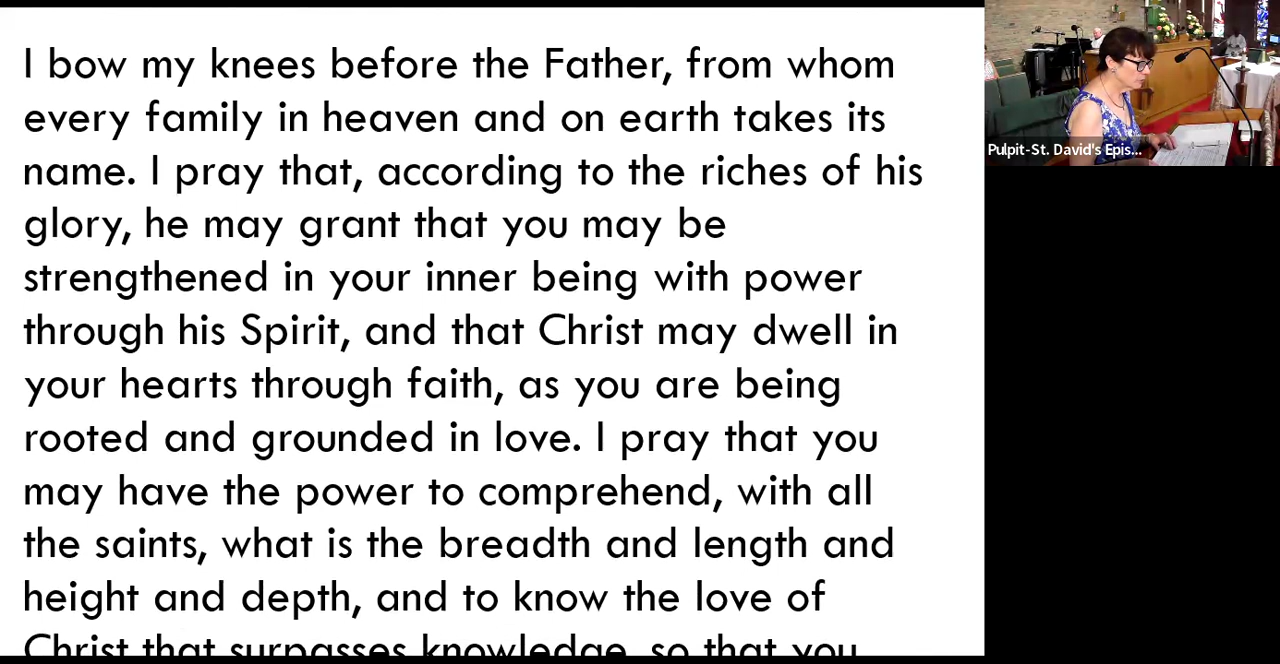 I bow my knees before the Father, from whom
every family in heaven and on earth takes its
name. I pray that, according to the riches of his
glory, he may grant that you may be
strengthened in your inner being with power
through his Spirit, and that Christ may dwell in
your hearts through faith, as you are being
rooted and grounded in love. I pray that you
may have the power to comprehend, with all
the saints, what is the breadth and length and
height and depth, and to know the love of
Christ that surpasses knowledge, so that you
Pulpit-St. David's Epis...